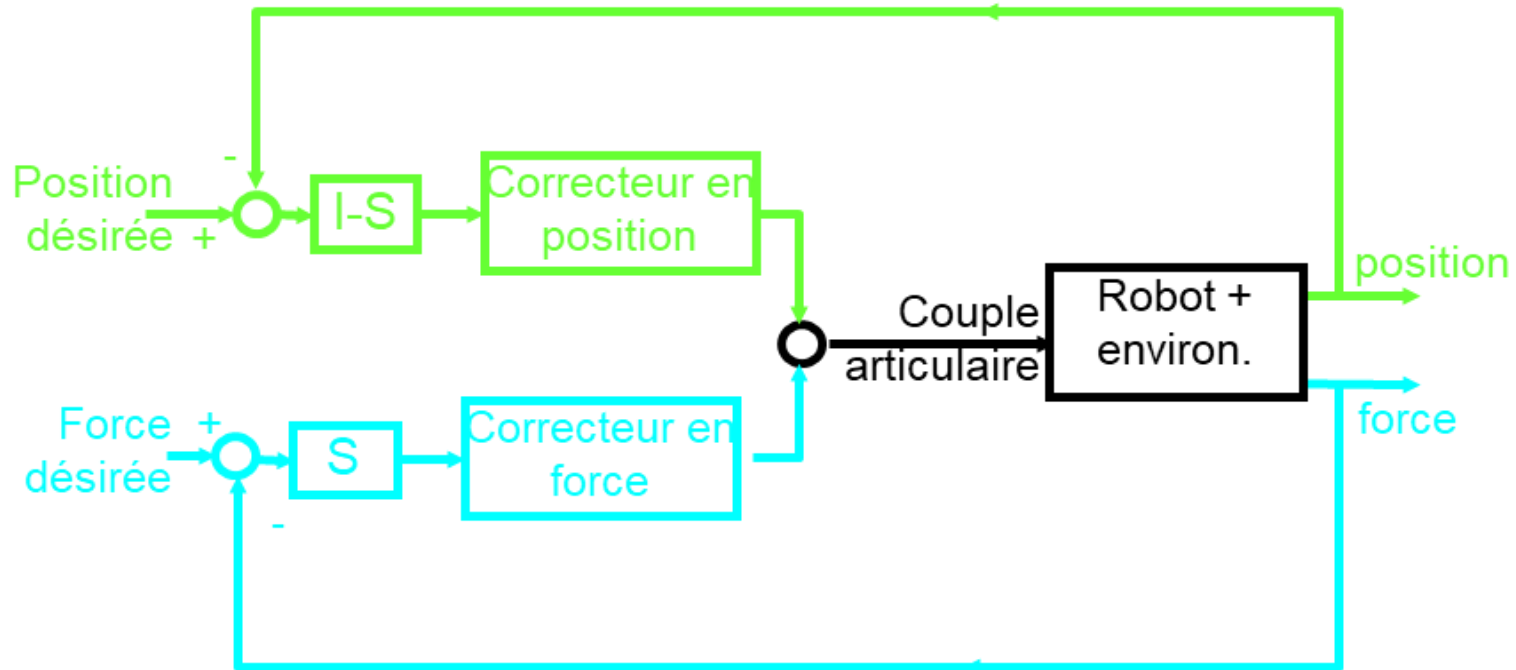 -
Position
désirée +
I-S
Correcteur en
position
Couple
articulaire
Robot +
environ.
position
Force +
désirée
-
S
Correcteur en
force
force